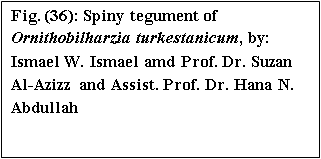 Fig. (36): Spiny tegument of
Ornithobilharzia turkestanicum, by:
Ismael W. Ismael amd Prof. Dr. Suzan
Al-Azizz and Assist. Prof. Dr. Hana N.
Abdullah